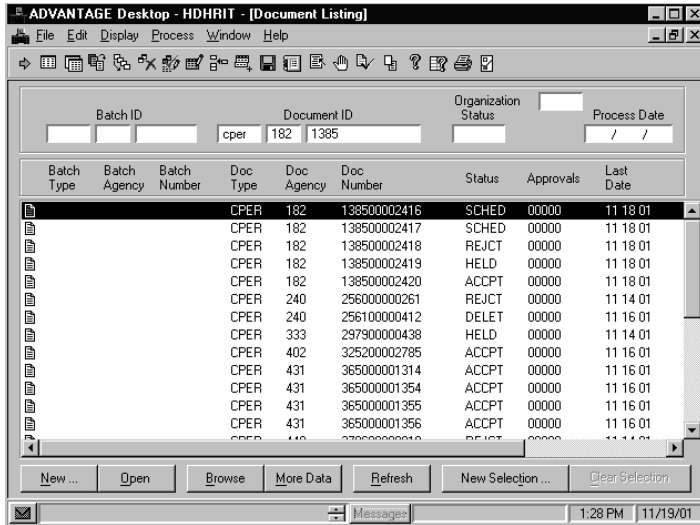 ADVANTAGE Desktop - HDHRIT - [Document Listing]
File Edit Display Process Window Help
Batch ID Document ID Organization Status Process Date
cper 182 1385 / /
Batch Type Batch Agency Batch Number Doc Type Doc Agency Doc Number Status Approvals Last Date
CPER 182 138500002416 SCHED 00000 11 18 01
CPER 182 138500002417 SCHED 00000 11 18 01
CPER 182 138500002418 REJCT 00000 11 18 01
CPER 182 138500002419 HELD 00000 11 18 01
CPER 182 138500002420 ACCPT 00000 11 18 01
CPER 240 256000000261 REJCT 00000 11 14 01
CPER 240 256100000412 DELET 00000 11 16 01
CPER 333 297900000438 HELD 00000 11 14 01
CPER 402 325200002785 ACCPT 00000 11 16 01
CPER 431 365000001314 ACCPT 00000 11 16 01
CPER 431 365000001354 ACCPT 00000 11 16 01
CPER 431 365000001355 ACCPT 00000 11 16 01
CPER 431 365000001356 ACCPT 00000 11 16 01
New ... Open Browse More Data Refresh New Selection ... Clear Selection
Messages 1:28 PM 11/19/01